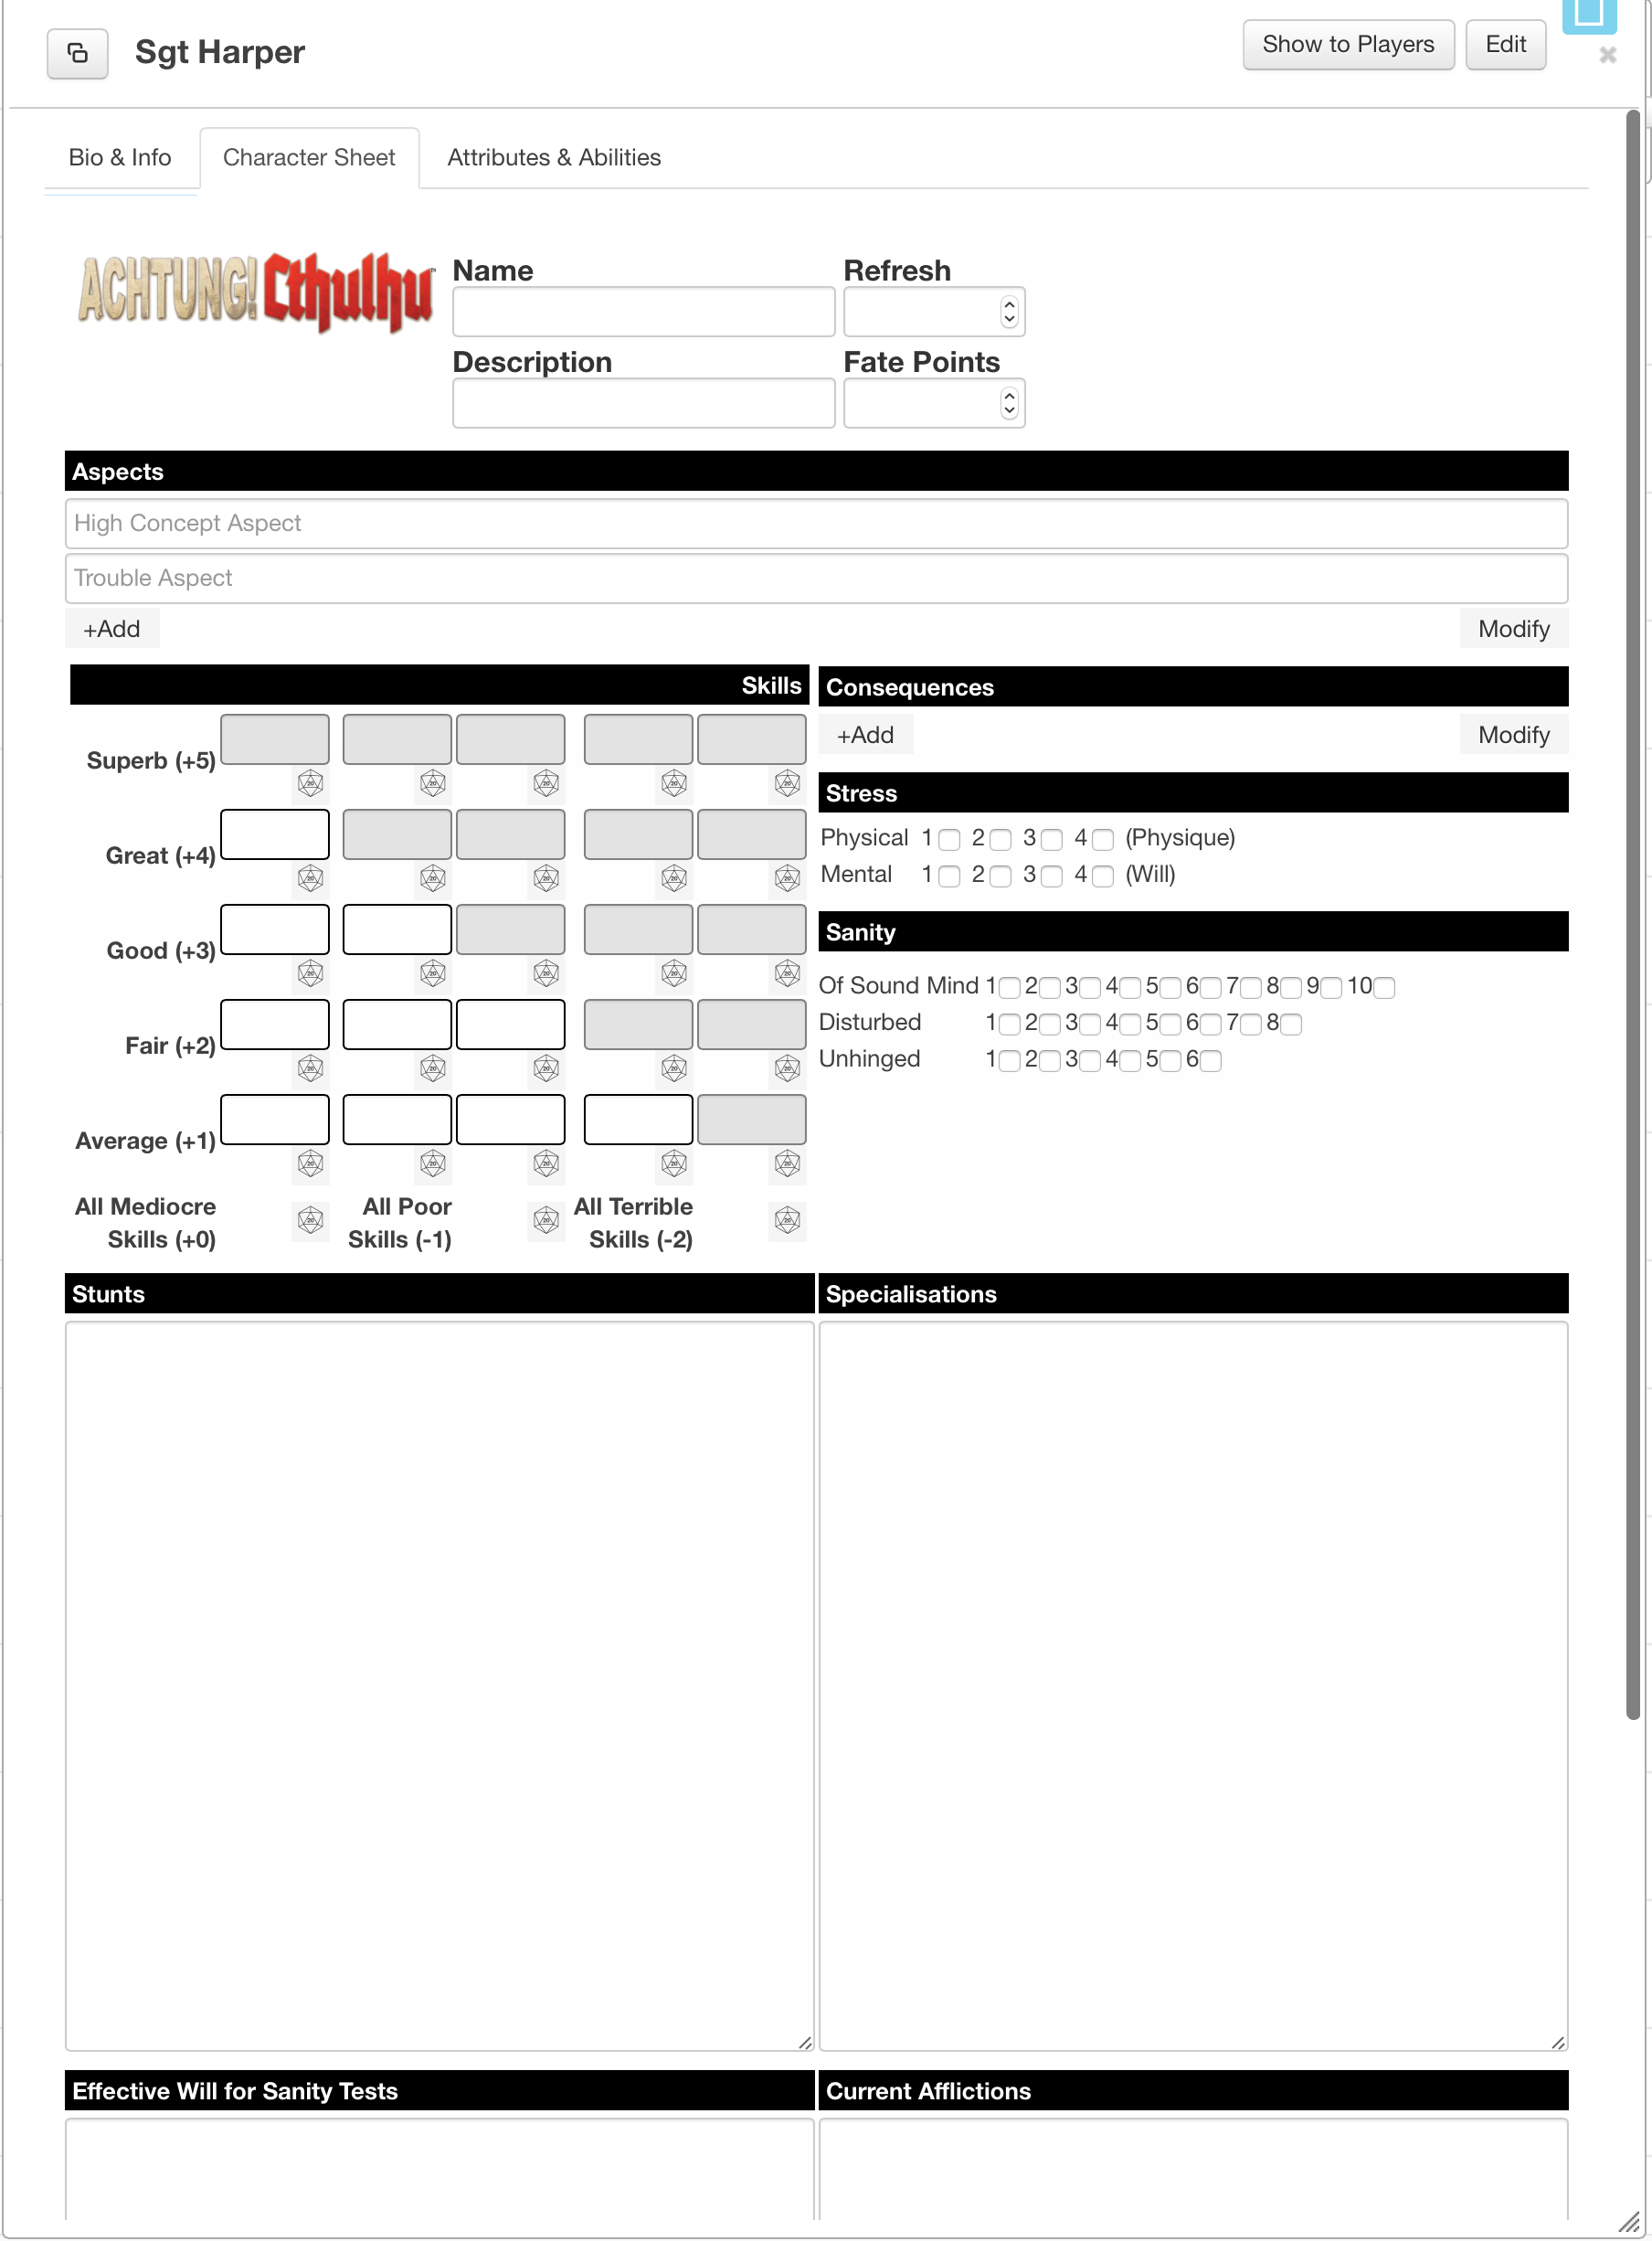 Sgt Harper
Show to Players
Edit
Bio & Info
Character Sheet
Attributes & Abilities
ACHTUNG! Cthulhu
Name
Refresh
Description
Fate Points
Aspects
High Concept Aspect
Trouble Aspect
+Add
Modify
Skills
Superb (+5)
Great (+4)
Good (+3)
Fair (+2)
Average (+1)
All Mediocre
Skills (+0)
All Poor
Skills (-1)
All Terrible
Skills (-2)
Consequences
+Add
Modify
Stress
Physical 1 2 3 4 (Physique)
Mental 1 2 3 4 (Will)
Sanity
Of Sound Mind 1 2 3 4 5 6 7 8 9 10
Disturbed 1 2 3 4 5 6 7 8
Unhinged 1 2 3 4 5 6
Stunts
Specialisations
Effective Will for Sanity Tests
Current Afflictions